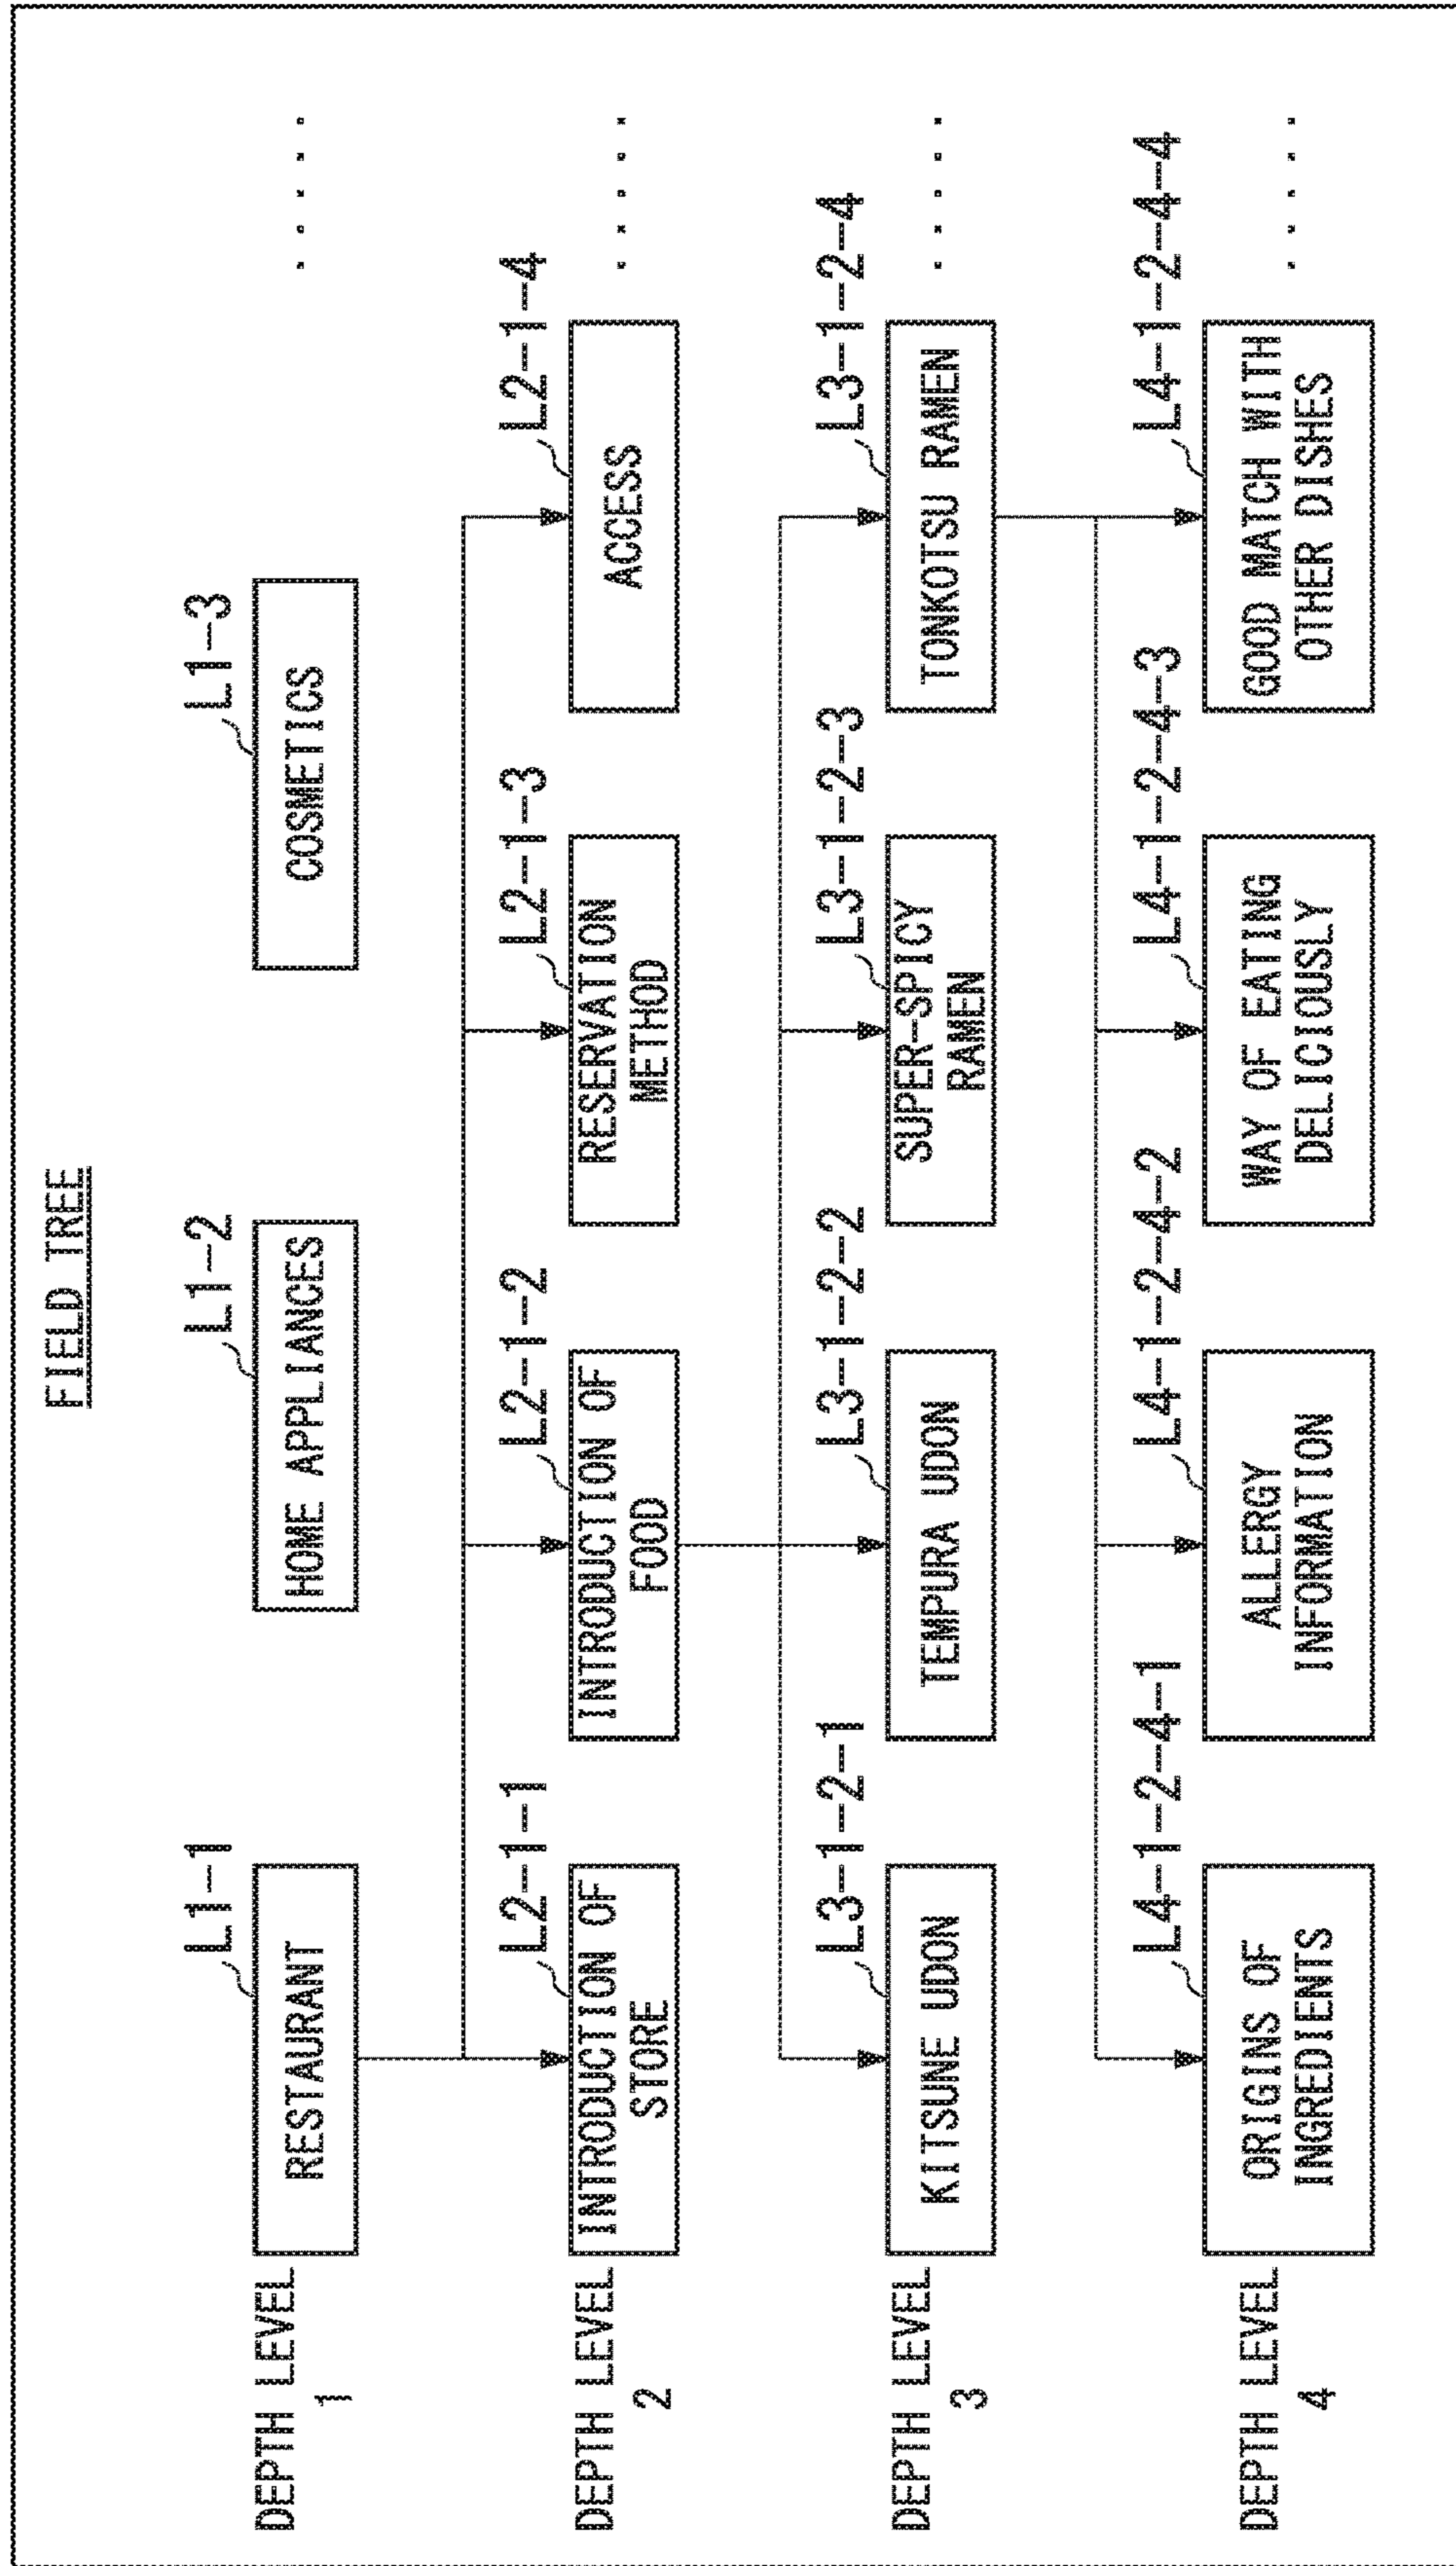 FIELD TREE
DEPTH LEVEL
1
L1-1
RESTAURANT
L1-2
HOME APPLIANCES
L1-3
COSMETICS
DEPTH LEVEL
2
L2-1-1
INTRODUCTION OF
STORE
L2-1-2
INTRODUCTION OF
FOOD
L2-1-3
RESERVATION
METHOD
L2-1-4
ACCESS
DEPTH LEVEL
3
L3-1-2-1
KITSUNE UDON
L3-1-2-2
TEMPURA UDON
L3-1-2-3
SUPER-SPICY
RAMEN
L3-1-2-4
TONKOTSU RAMEN
DEPTH LEVEL
4
L4-1-2-4-1
ORIGINS OF
INGREDIENTS
L4-1-2-4-2
ALLERGY
INFORMATION
L4-1-2-4-3
WAY OF EATING
DELICIOUSLY
L4-1-2-4-4
GOOD MATCH WITH
OTHER DISHES